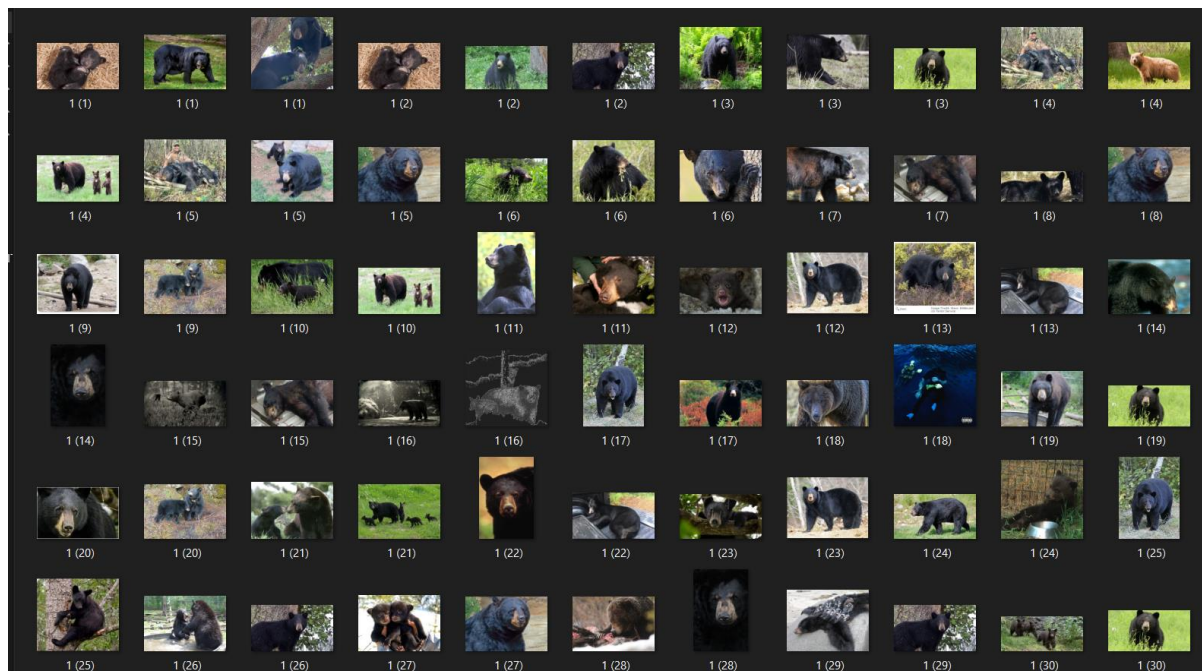 1 (1) 1 (1) 1 (1) 1 (2) 1 (2) 1 (2) 1 (3) 1 (3) 1 (3) 1 (4) 1 (4)
1 (4) 1 (5) 1 (5) 1 (5) 1 (6) 1 (6) 1 (6) 1 (7) 1 (7) 1 (8) 1 (8)
1 (9) 1 (9) 1 (10) 1 (10) 1 (11) 1 (11) 1 (12) 1 (12) 1 (13) 1 (13) 1 (14)
1 (14) 1 (15) 1 (15) 1 (16) 1 (16) 1 (17) 1 (17) 1 (18) 1 (18) 1 (19) 1 (19)
1 (20) 1 (20) 1 (21) 1 (21) 1 (22) 1 (22) 1 (23) 1 (23) 1 (24) 1 (24) 1 (25)
1 (25) 1 (26) 1 (26) 1 (27) 1 (27) 1 (28) 1 (28) 1 (29) 1 (29) 1 (30) 1 (30)